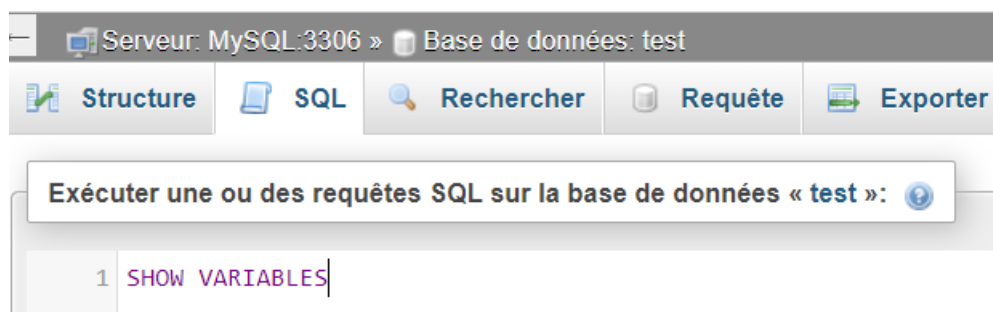 Serveur: MySQL:3306 » Base de données: test
Structure SQL Rechercher Requête Exporter
Exécuter une ou des requêtes SQL sur la base de données « test »:
1 SHOW VARIABLES